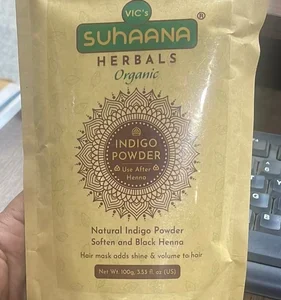 VIC's
SUHAANA®
HERBALS
Organic
INDIGO
POWDER
Use After
Henna
Natural Indigo Powder
Soften and Black Henna
Hair mask adds shine & volume to hair
Net Wt 100g, 3.53 fl. oz (US)